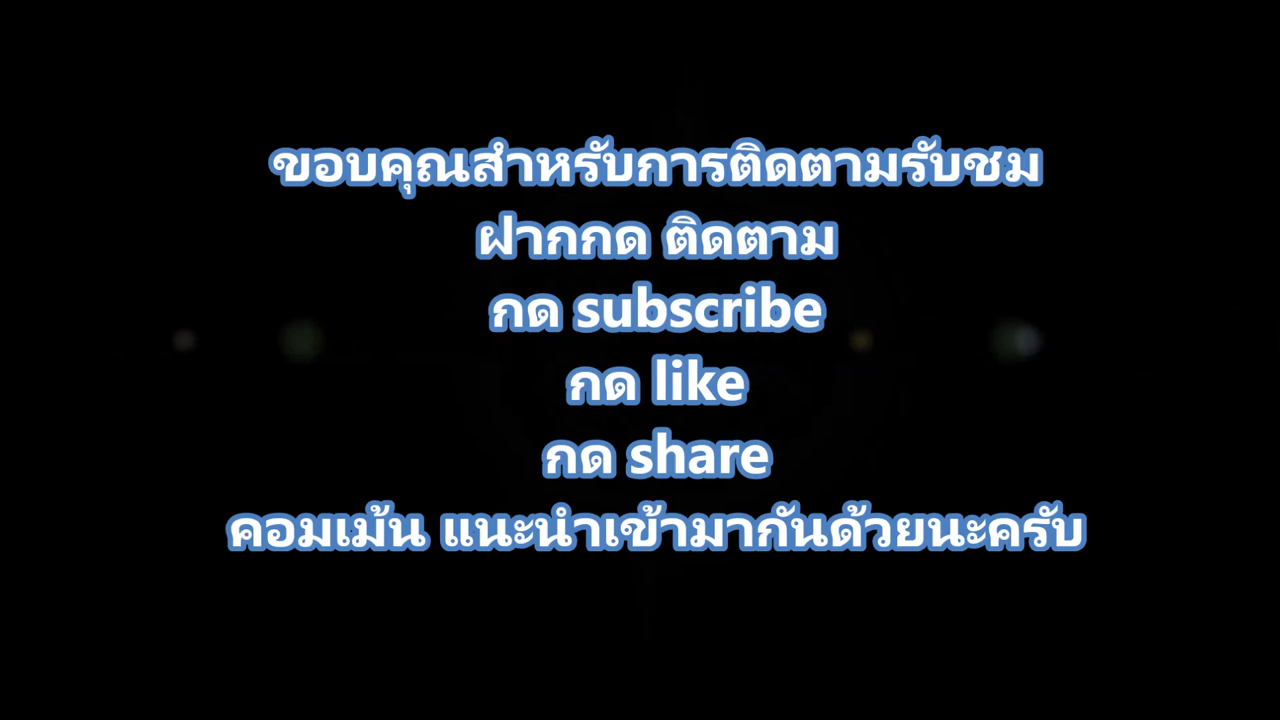 ขอบคุณสำหรับการติดตามรับชม
ฝากกด ติดตาม
กด subscribe
กด like
กด share
คอมเม้น แนะนำเข้ามากันด้วยนะครับ